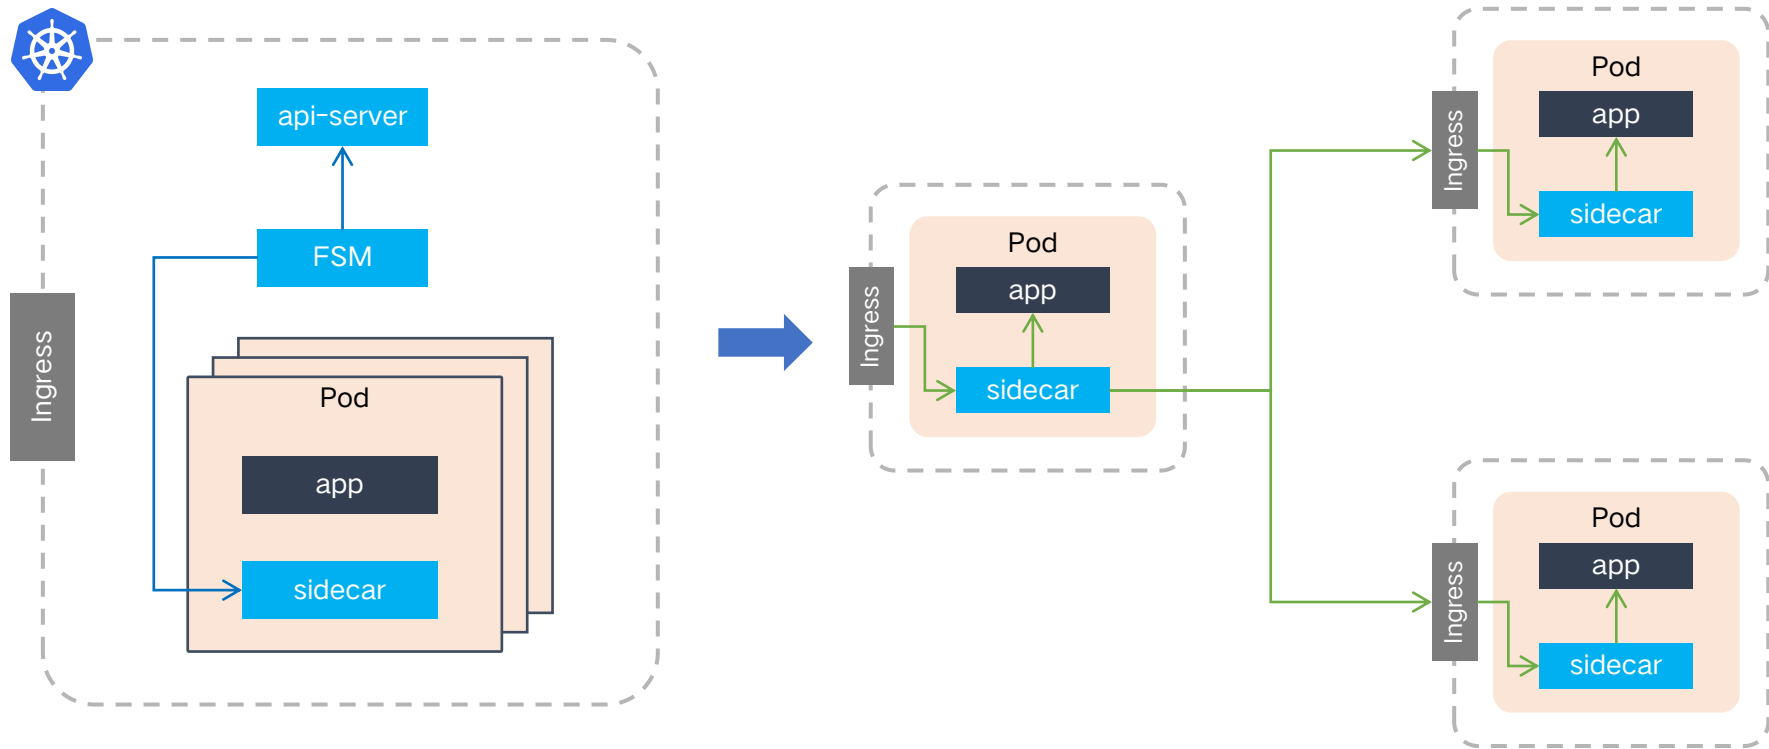 api-server
FSM
Ingress
Pod
app
sidecar
Ingress
Pod
app
sidecar
Ingress
Pod
app
sidecar
Ingress
Pod
app
sidecar